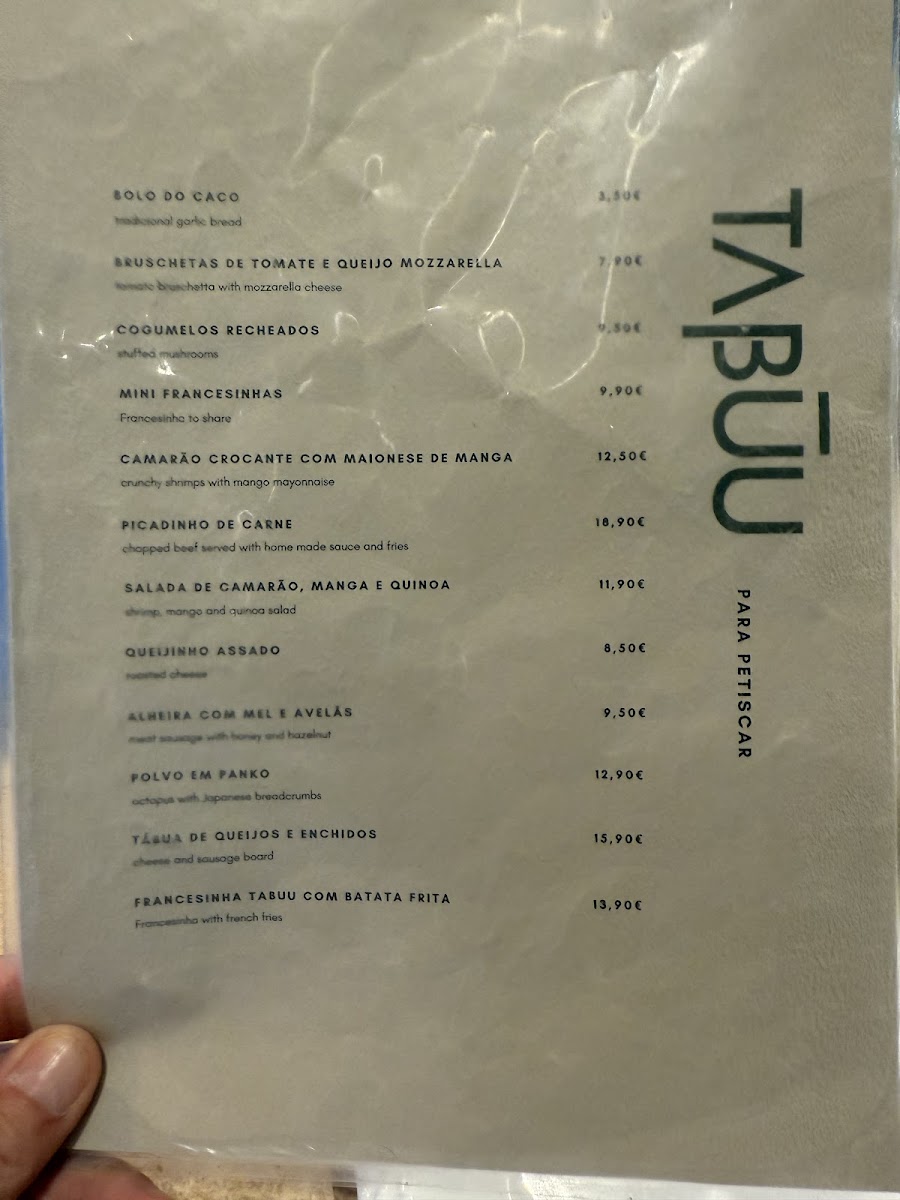 BOLO DO CACO 3,50€
tradicional garlic bread
BRUSCHETAS DE TOMATE E QUEIJO MOZZARELLA 7,90€
tomato bruschetta with mozzarella cheese
COGUMELOS RECHEADOS 9,50€
stuffed mushrooms
MINI FRANCESINHAS 9,90€
Francesinha to share
CAMARÃO CROCANTE COM MAIONESE DE MANGA 12,50€
crunchy shrimps with mango mayonnaise
PICADINHO DE CARNE 18,90€
chopped beef served with home made sauce and fries
SALADA DE CAMARÃO, MANGA E QUINOA 11,90€
shrimp, mango and quinoa salad
QUEIJINHO ASSADO 8,50€
roasted cheese
ALHEIRA COM MEL E AVELÃS 9,50€
meat sausage with honey and hazelnut
POLVO EM PANKO 12,90€
octopus with Japanese breadcrumbs
TÁBUA DE QUEIJOS E ENCHIDOS 15,90€
cheese and sausage board
FRANCESINHA TABUU COM BATATA FRITA 13,90€
Francesinha with french fries
TABŪU
PARA PETISCAR